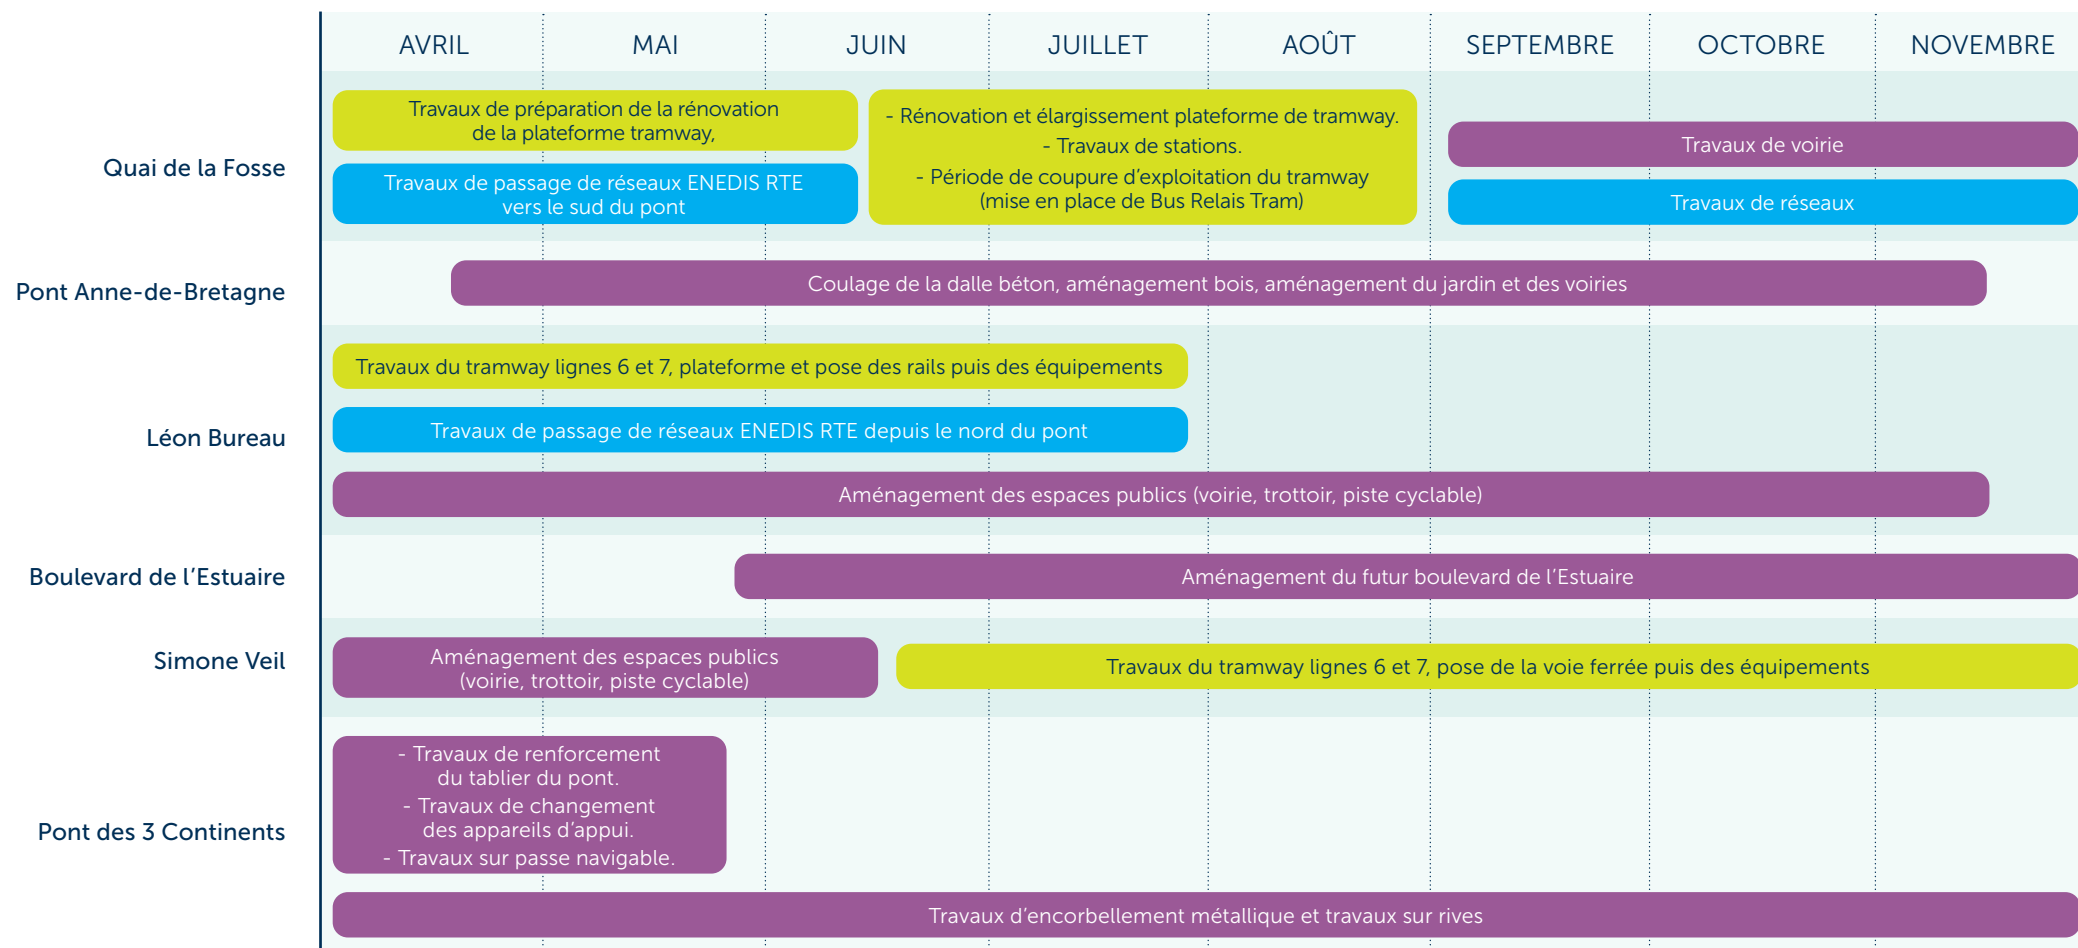 AVRIL
MAI
JUIN
JUILLET
AOÛT
SEPTEMBRE
OCTOBRE
NOVEMBRE
Quai de la Fosse
Travaux de préparation de la rénovation
de la plateforme tramway,
Travaux de passage de réseaux ENEDIS RTE
vers le sud du pont
- Rénovation et élargissement plateforme de tramway.
- Travaux de stations.
- Période de coupure d’exploitation du tramway
(mise en place de Bus Relais Tram)
Travaux de voirie
Travaux de réseaux
Pont Anne-de-Bretagne
Coulage de la dalle béton, aménagement bois, aménagement du jardin et des voiries
Léon Bureau
Travaux du tramway lignes 6 et 7, plateforme et pose des rails puis des équipements
Travaux de passage de réseaux ENEDIS RTE depuis le nord du pont
Aménagement des espaces publics (voirie, trottoir, piste cyclable)
Boulevard de l’Estuaire
Aménagement du futur boulevard de l’Estuaire
Simone Veil
Aménagement des espaces publics
(voirie, trottoir, piste cyclable)
Travaux du tramway lignes 6 et 7, pose de la voie ferrée puis des équipements
Pont des 3 Continents
- Travaux de renforcement
du tablier du pont.
- Travaux de changement
des appareils d’appui.
- Travaux sur passe navigable.
Travaux d’encorbellement métallique et travaux sur rives